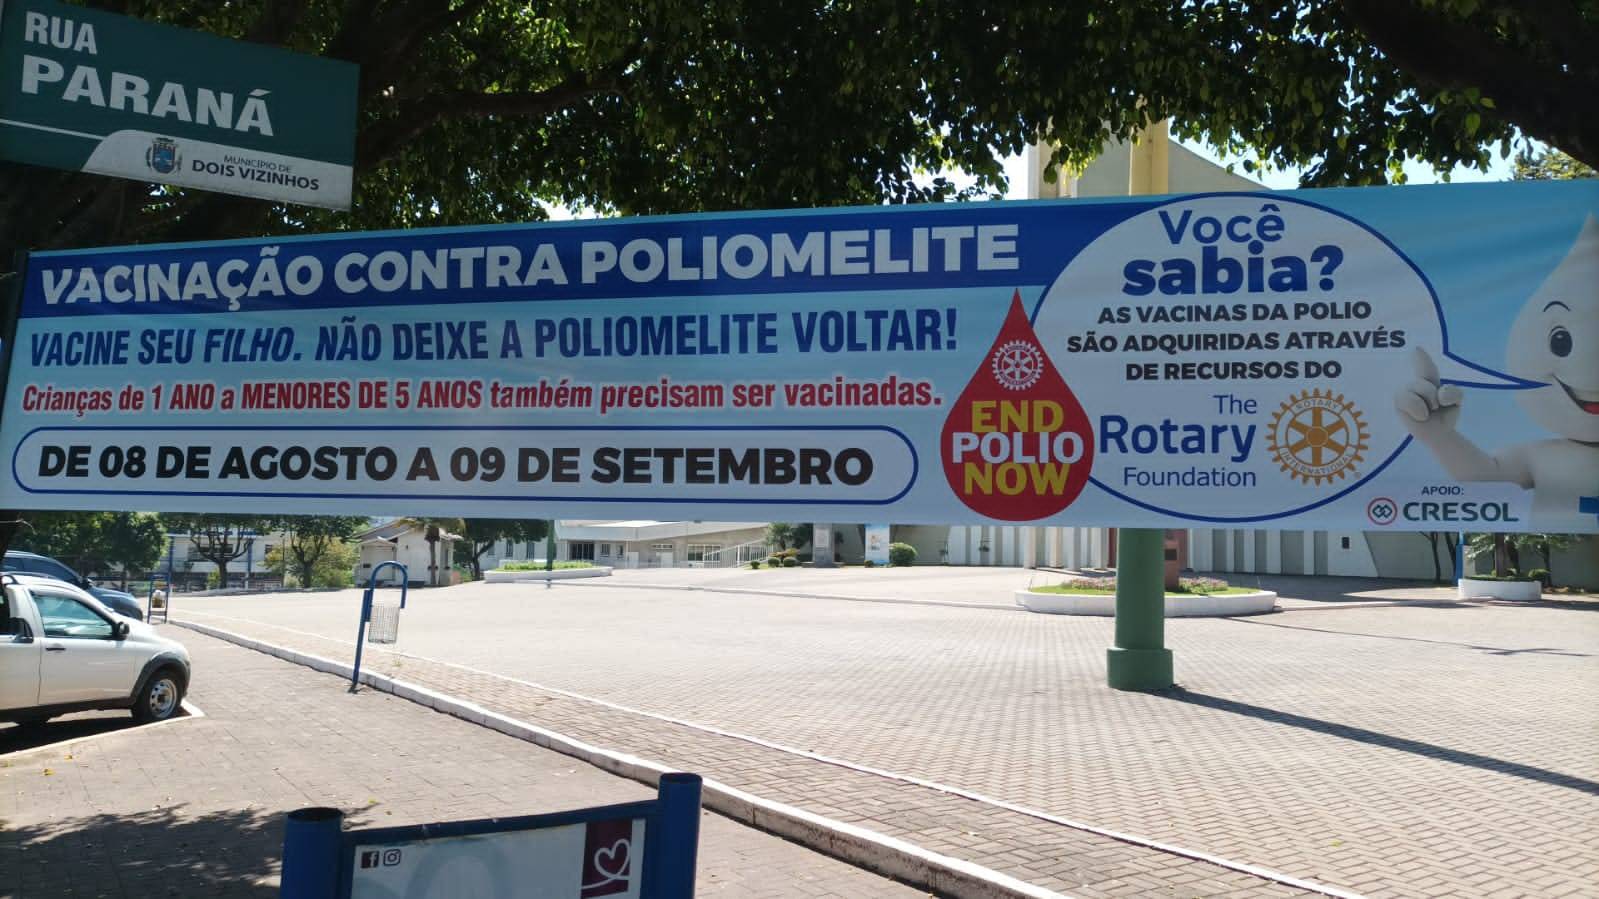 RUA
PARANÁ
MUNICÍPIO DE
DOIS VIZINHOS
VACINAÇÃO CONTRA POLIOMELITE
VACINE SEU FILHO. NÃO DEIXE A POLIOMELITE VOLTAR!
Crianças de 1 ANO a MENORES DE 5 ANOS também precisam ser vacinadas.
DE 08 DE AGOSTO A 09 DE SETEMBRO
END
POLIO
NOW
Você
sabia?
AS VACINAS DA POLIO
SÃO ADQUIRIDAS ATRAVÉS
DE RECURSOS DO
The
Rotary
Foundation
ROTARY
INTERNATIONAL
APOIO:
CRESOL